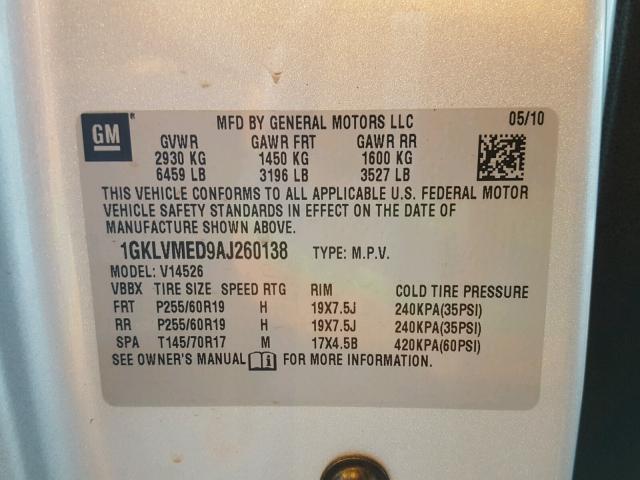 GM
MFD BY GENERAL MOTORS LLC 05/10
GVWR GAWR FRT GAWR RR
2930 KG 1450 KG 1600 KG
6459 LB 3196 LB 3527 LB
THIS VEHICLE CONFORMS TO ALL APPLICABLE U.S. FEDERAL MOTOR
VEHICLE SAFETY STANDARDS IN EFFECT ON THE DATE OF
MANUFACTURE SHOWN ABOVE.
1GKLVMED9AJ260138 TYPE: M.P.V.
MODEL: V14526
VBBX TIRE SIZE SPEED RTG RIM COLD TIRE PRESSURE
FRT P255/60R19 H 19X7.5J 240KPA(35PSI)
RR P255/60R19 H 19X7.5J 240KPA(35PSI)
SPA T145/70R17 M 17X4.5B 420KPA(60PSI)
SEE OWNER'S MANUAL FOR MORE INFORMATION.